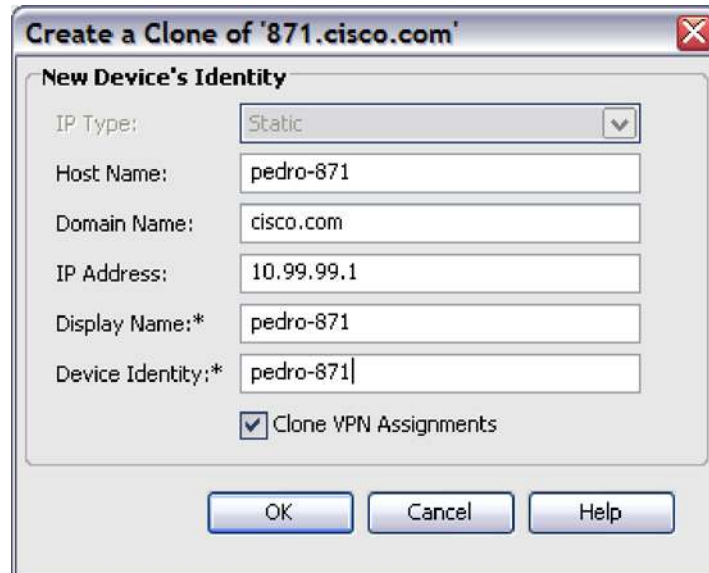 Create a Clone of '871.cisco.com'
New Device's Identity
IP Type: Static
Host Name: pedro-871
Domain Name: cisco.com
IP Address: 10.99.99.1
Display Name:* pedro-871
Device Identity:* pedro-871
Clone VPN Assignments
OK Cancel Help